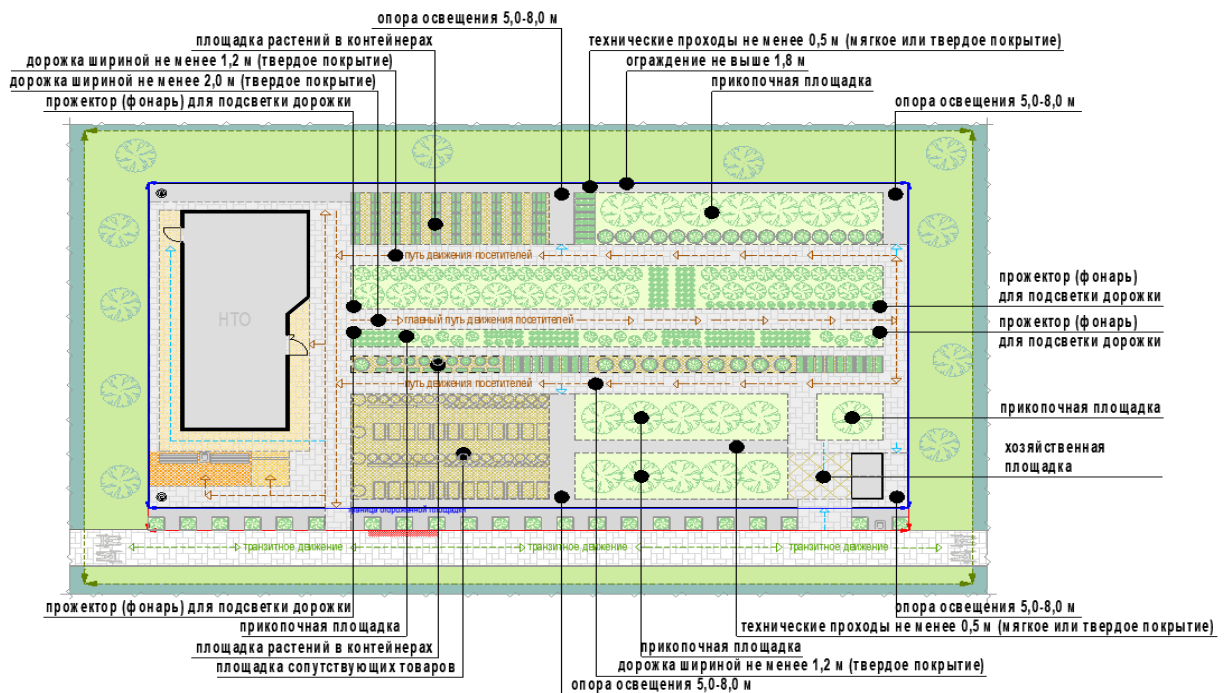 опора освещения 5,0-8,0 м
площадка растений в контейнерах
технические проходы не менее 0,5 м (мягкое или твердое покрытие)
дорожка шириной не менее 1,2 м (твердое покрытие)
ограждение не выше 1,8 м
дорожка шириной не менее 2,0 м (твердое покрытие)
прикопочная площадка
прожектор (фонарь) для подсветки дорожки
опора освещения 5,0-8,0 м
путь движения посетителей
прожектор (фонарь)
для подсветки дорожки
НТО
главный путь движения посетителей
прожектор (фонарь)
для подсветки дорожки
путь движения посетителей
прикопочная площадка
хозяйственная
площадка
граница огороженной площадки
транзитное движение
транзитное движение
транзитное движение
прожектор (фонарь) для подсветки дорожки
опора освещения 5,0-8,0 м
прикопочная площадка
технические проходы не менее 0,5 м (мягкое или твердое покрытие)
площадка растений в контейнерах
прикопочная площадка
площадка сопутствующих товаров
дорожка шириной не менее 1,2 м (твердое покрытие)
опора освещения 5,0-8,0 м